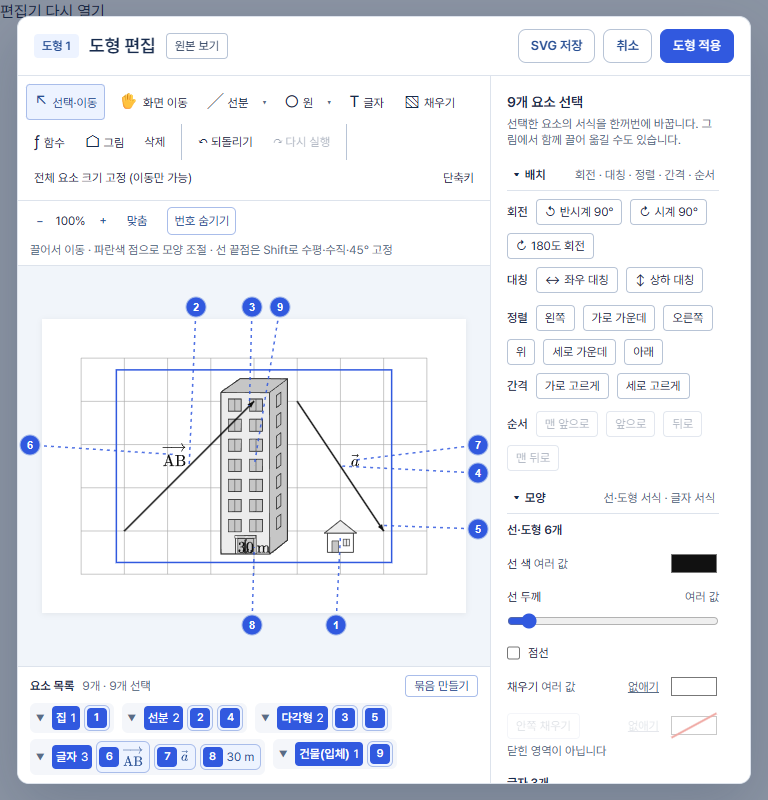 편집기 다시 열기
도형 1 도형 편집 원본 보기 SVG 저장 취소 도형 적용
선택·이동 화면 이동 선분 원 T 글자 채우기
f 함수 그림 삭제 되돌리기 다시 실행
전체 요소 크기 고정 (이동만 가능) 단축키
− 100% + 맞춤 번호 숨기기
끌어서 이동 · 파란색 점으로 모양 조절 · 선 끝점은 Shift로 수평·수직·45° 고정
2 3 9
6 AB a 7
4
5
30 m
8 1
요소 목록 9개 · 9개 선택 묶음 만들기
▼ 집 1 1 ▼ 선분 2 2 4 ▼ 다각형 2 3 5
▼ 글자 3 6 AB 7 a 8 30 m ▼ 건물(입체) 1 9
9개 요소 선택
선택한 요소의 서식을 한꺼번에 바꿉니다. 그
림에서 함께 끌어 옮길 수도 있습니다.
▼ 배치 회전 · 대칭 · 정렬 · 간격 · 순서
회전 반시계 90° 시계 90°
180도 회전
대칭 좌우 대칭 상하 대칭
정렬 왼쪽 가로 가운데 오른쪽
위 세로 가운데 아래
간격 가로 고르게 세로 고르게
순서 맨 앞으로 앞으로 뒤로
맨 뒤로
▼ 모양 선·도형 서식 · 글자 서식
선·도형 6개
선 색 여러 값
선 두께 여러 값
점선
채우기 여러 값 없애기
안쪽 채우기 없애기
닫힌 영역이 아닙니다
글자 3개